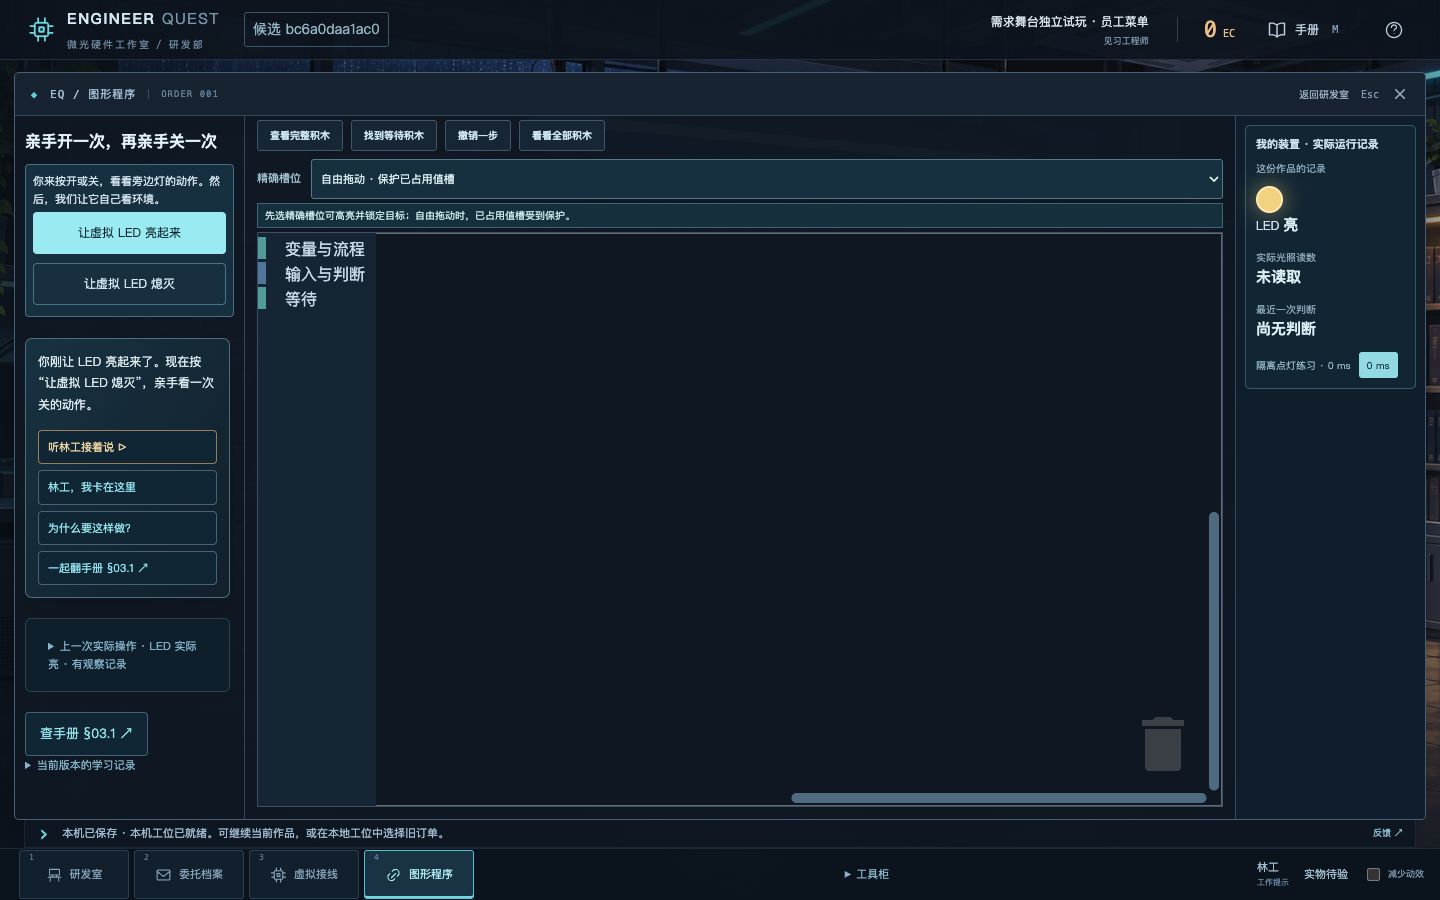 ENGINEER QUEST
微光硬件工作室 / 研发部
候选 bc6a0daa1ac0
需求舞台独立试玩 · 员工菜单
见习工程师
0 EC
手册 M
EQ / 图形程序
ORDER 001
返回研发室 Esc
亲手开一次，再亲手关一次
你来按开或关，看看旁边灯的动作。然
后，我们让它自己看环境。
让虚拟 LED 亮起来
让虚拟 LED 熄灭
你刚让 LED 亮起来了。现在按
“让虚拟 LED 熄灭”，亲手看一次
关的动作。
听林工接着说 ▷
林工，我卡在这里
为什么要这样做?
一起翻手册 §03.1 ↗
▶ 上一次实际操作 · LED 实际
亮 · 有观察记录
查手册 §03.1 ↗
▶ 当前版本的学习记录
查看完整积木
找到等待积木
撤销一步
看看全部积木
精确槽位
自由拖动 · 保护已占用值槽
先选精确槽位可高亮并锁定目标；自由拖动时，已占用值槽受到保护。
变量与流程
输入与判断
等待
我的装置 · 实际运行记录
这份作品的记录
LED 亮
实际光照读数
未读取
最近一次判断
尚无判断
隔离点灯练习 · 0 ms
0 ms
本机已保存 · 本机工位已就绪。可继续当前作品，或在本地工位中选择旧订单。
反馈 ↗
1 研发室
2 委托档案
3 虚拟接线
4 图形程序
▶ 工具柜
林工
工作提示
实物待验
减少动效